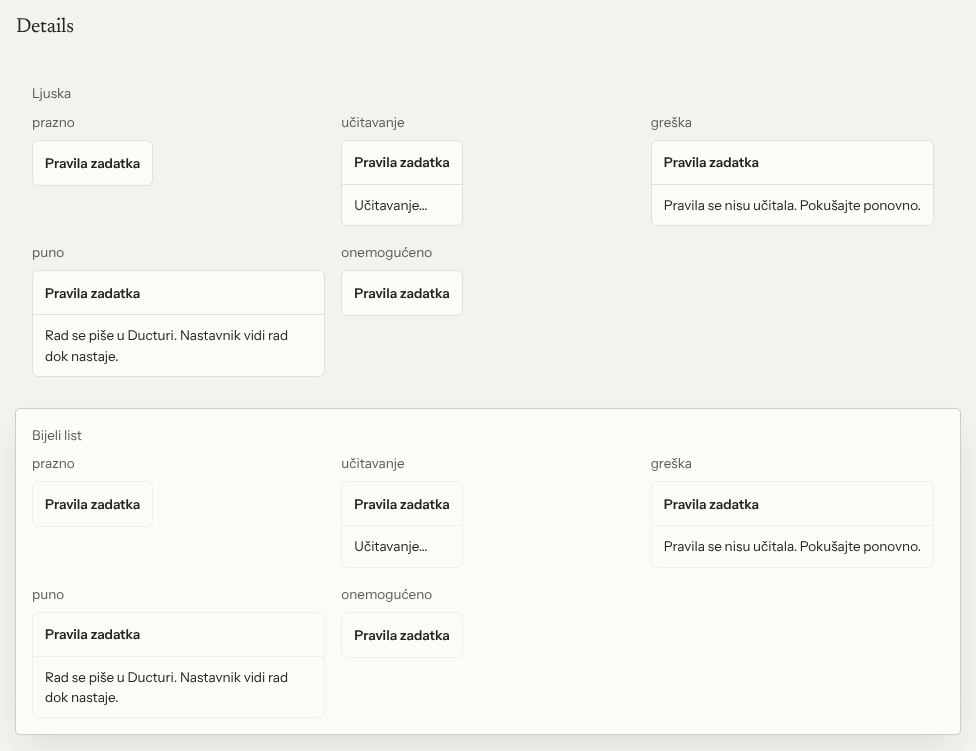 Details
Ljuska
prazno
učitavanje
greška
Pravila zadatka
Pravila zadatka
Pravila zadatka
Učitavanje…
Pravila se nisu učitala. Pokušajte ponovno.
puno
onemogućeno
Pravila zadatka
Pravila zadatka
Rad se piše u Ducturi. Nastavnik vidi rad
dok nastaje.
Bijeli list
prazno
učitavanje
greška
Pravila zadatka
Pravila zadatka
Pravila zadatka
Učitavanje…
Pravila se nisu učitala. Pokušajte ponovno.
puno
onemogućeno
Pravila zadatka
Pravila zadatka
Rad se piše u Ducturi. Nastavnik vidi rad
dok nastaje.